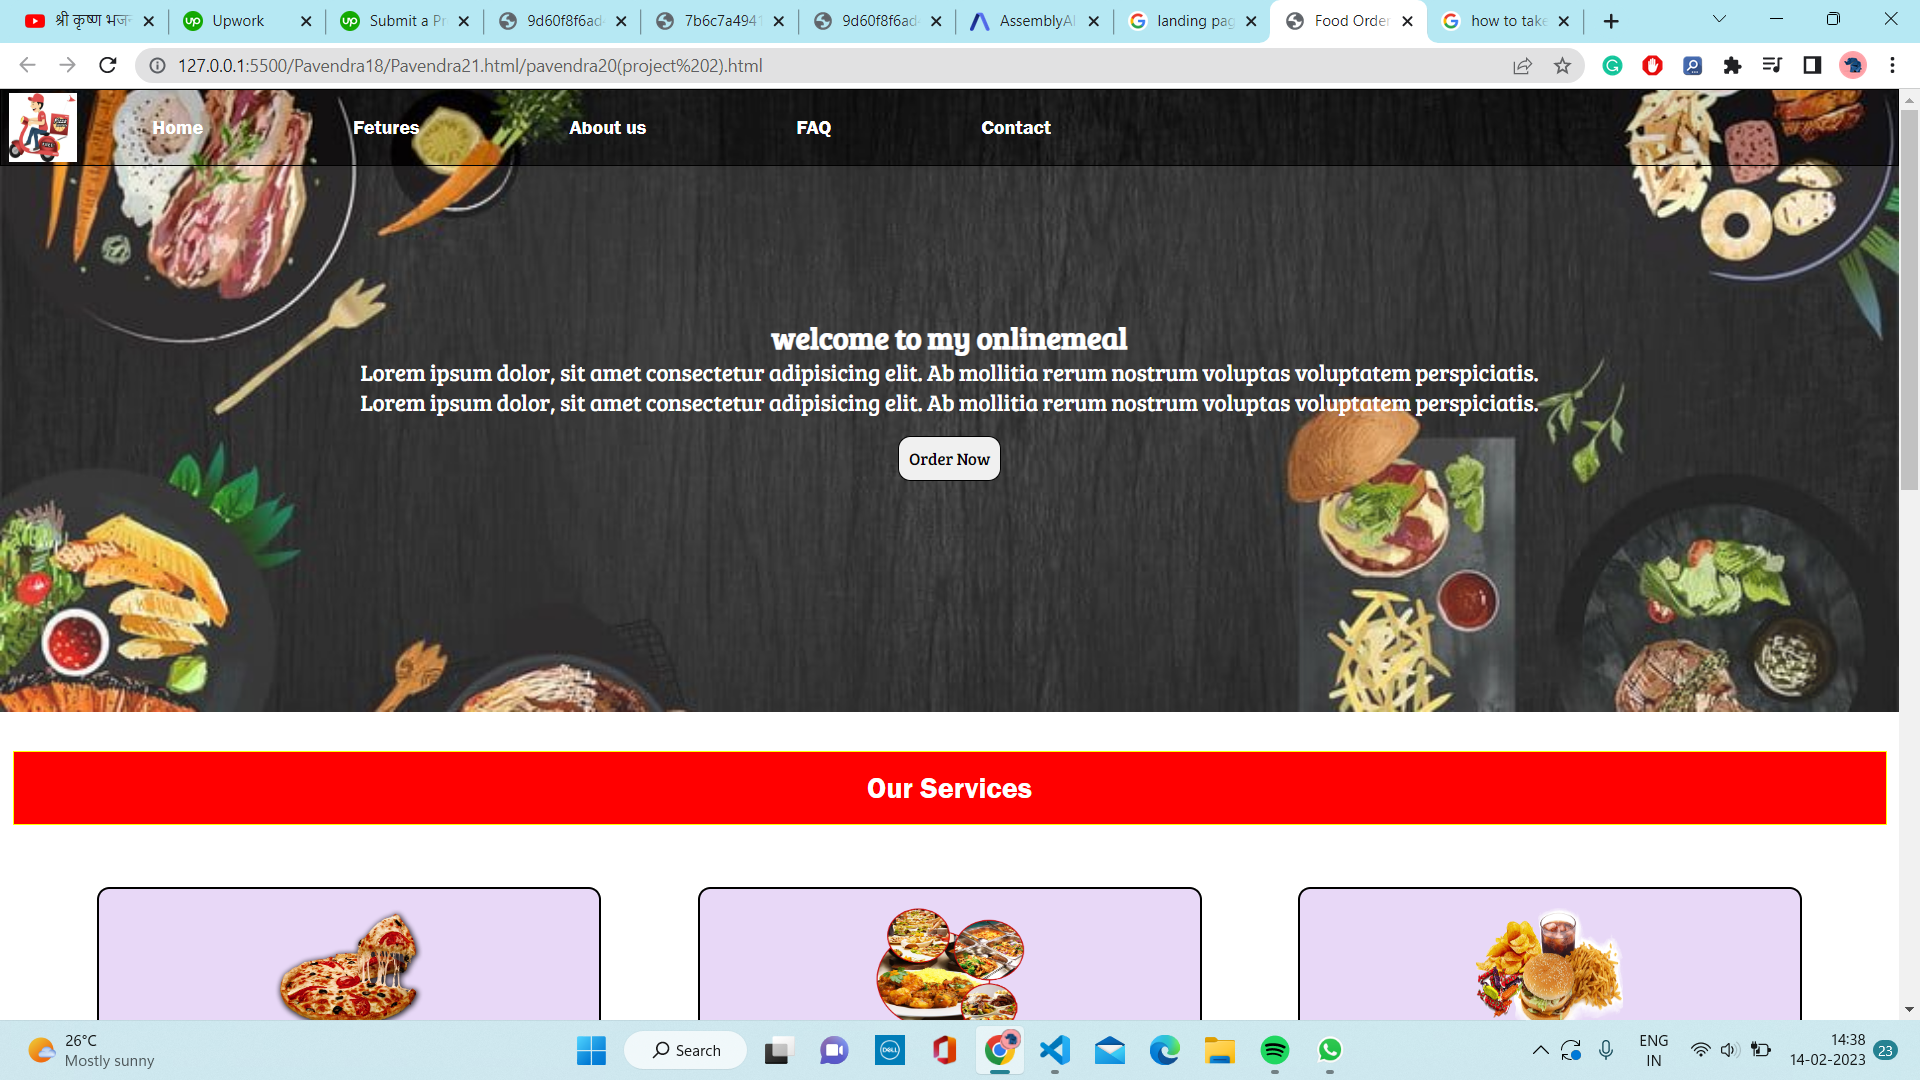 श्री कृष्ण भजन
Upwork
Submit a Pr
9d60f8f6ad
7b6c7a4941
9d60f8f6ad
AssemblyAI
landing pag
Food Order
how to take
127.0.0.1:5500/Pavendra18/Pavendra21.html/pavendra20(project%202).html
Home
Fetures
About us
FAQ
Contact
welcome to my onlinemeal
Lorem ipsum dolor, sit amet consectetur adipisicing elit. Ab mollitia rerum nostrum voluptas voluptatem perspiciatis.
Lorem ipsum dolor, sit amet consectetur adipisicing elit. Ab mollitia rerum nostrum voluptas voluptatem perspiciatis.
Order Now
Our Services
26°C
Mostly sunny
Search
DELL
ENG
IN
14:38
14-02-2023
23